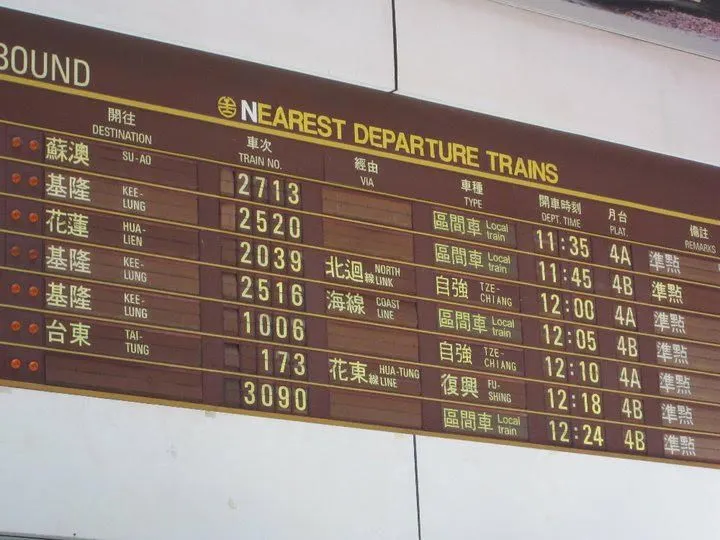 BOUND
NEAREST DEPARTURE TRAINS
開往 車次 經由 車種 開車時刻 月台 備註
DESTINATION TRAIN NO. VIA TYPE DEPT. TIME PLAT. REMARKS
蘇澳 SU-AO 2713 區間車 Local train 11:35 4A 準點
基隆 KEE-LUNG 2520 區間車 Local train 11:45 4B 準點
花蓮 HUA-LIEN 2039 北迴線 NORTH LINK 自強 TZE-CHIANG 12:00 4A 準點
基隆 KEE-LUNG 2516 海線 COAST LINE 區間車 Local train 12:05 4B 準點
基隆 KEE-LUNG 1006 自強 TZE-CHIANG 12:10 4A 準點
台東 TAI-TUNG 173 花東線 HUA-TUNG LINE 復興 FU-SHING 12:18 4B 準點
3090 區間車 Local train 12:24 4B 準點